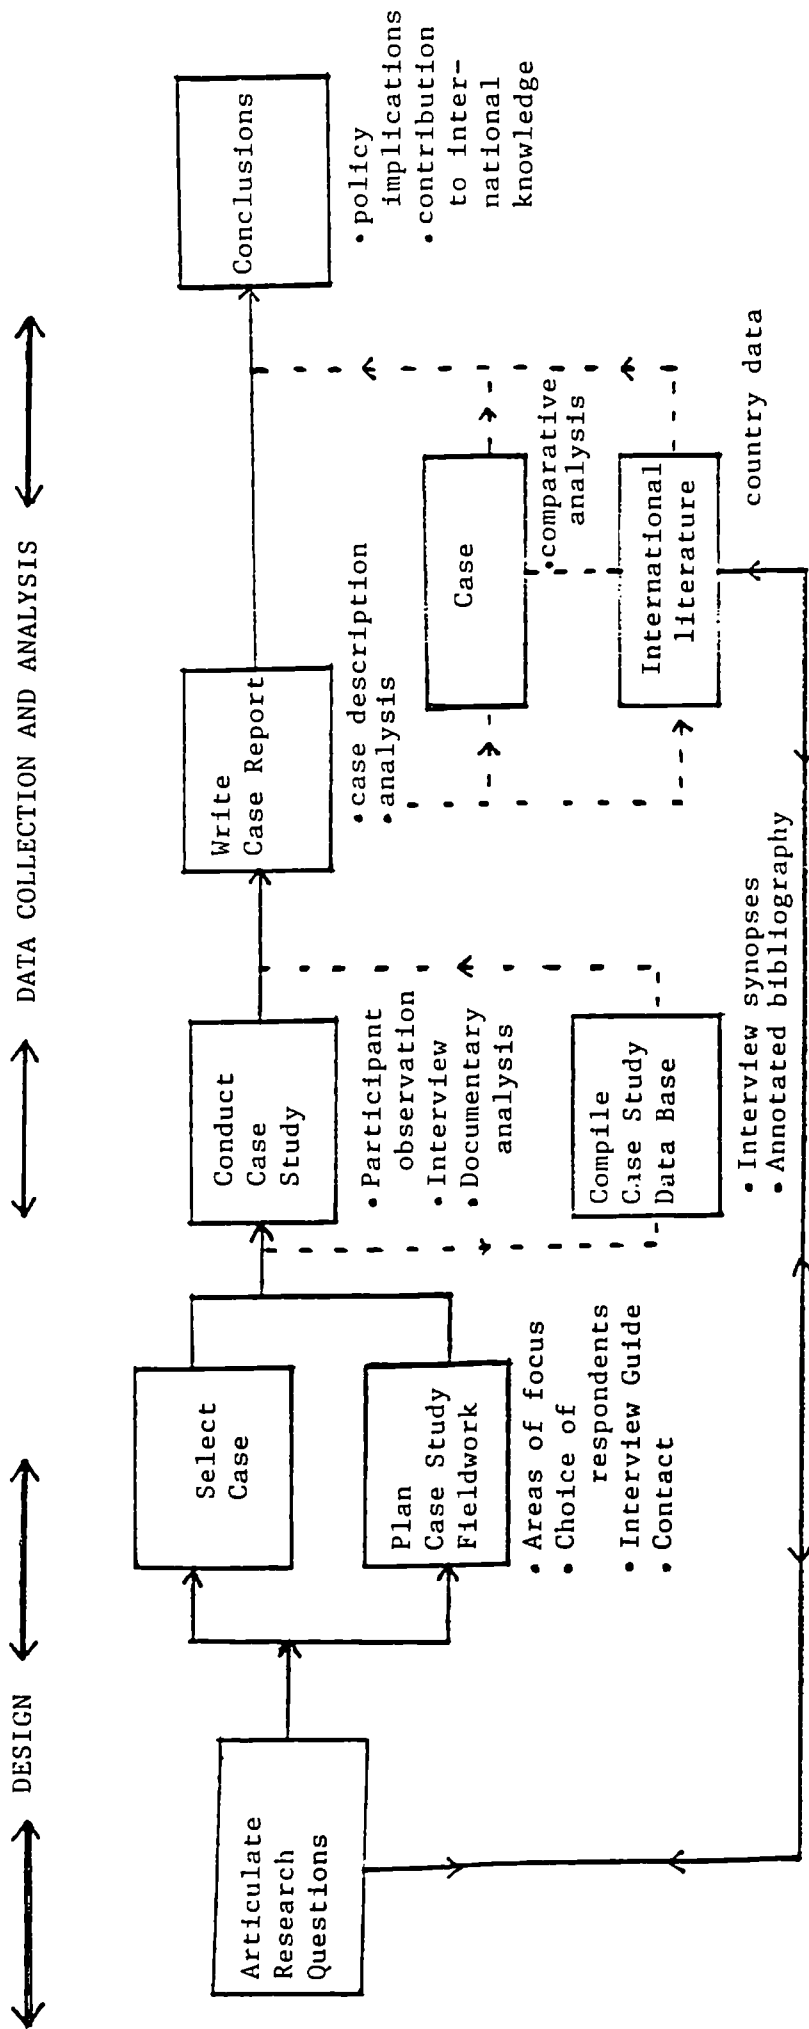 DESIGN
DATA COLLECTION AND ANALYSIS
Articulate
Research
Questions
Select
Case
Plan
Case Study
Fieldwork
• Areas of focus
• Choice of
respondents
• Interview Guide
• Contact
Conduct
Case
Study
• Participant
observation
• Interview
• Documentary
analysis
Compile
Case Study
Data Base
• Interview synopses
• Annotated bibliography
Write
Case Report
• case description
• analysis
Case
• comparative
analysis
International
literature
country data
Conclusions
• policy
implications
• contribution
to inter-
national
knowledge